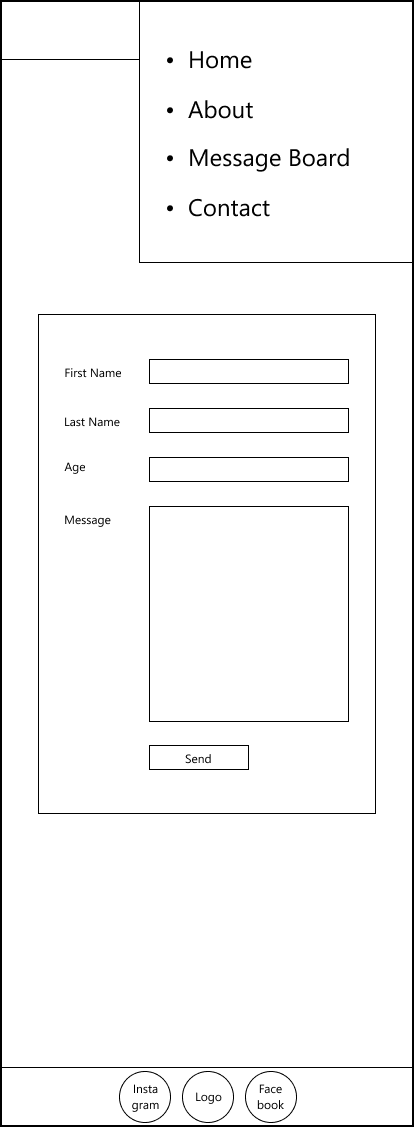 • Home
• About
• Message Board
• Contact
First Name
Last Name
Age
Message
Send
Insta
gram
Logo
Face
book